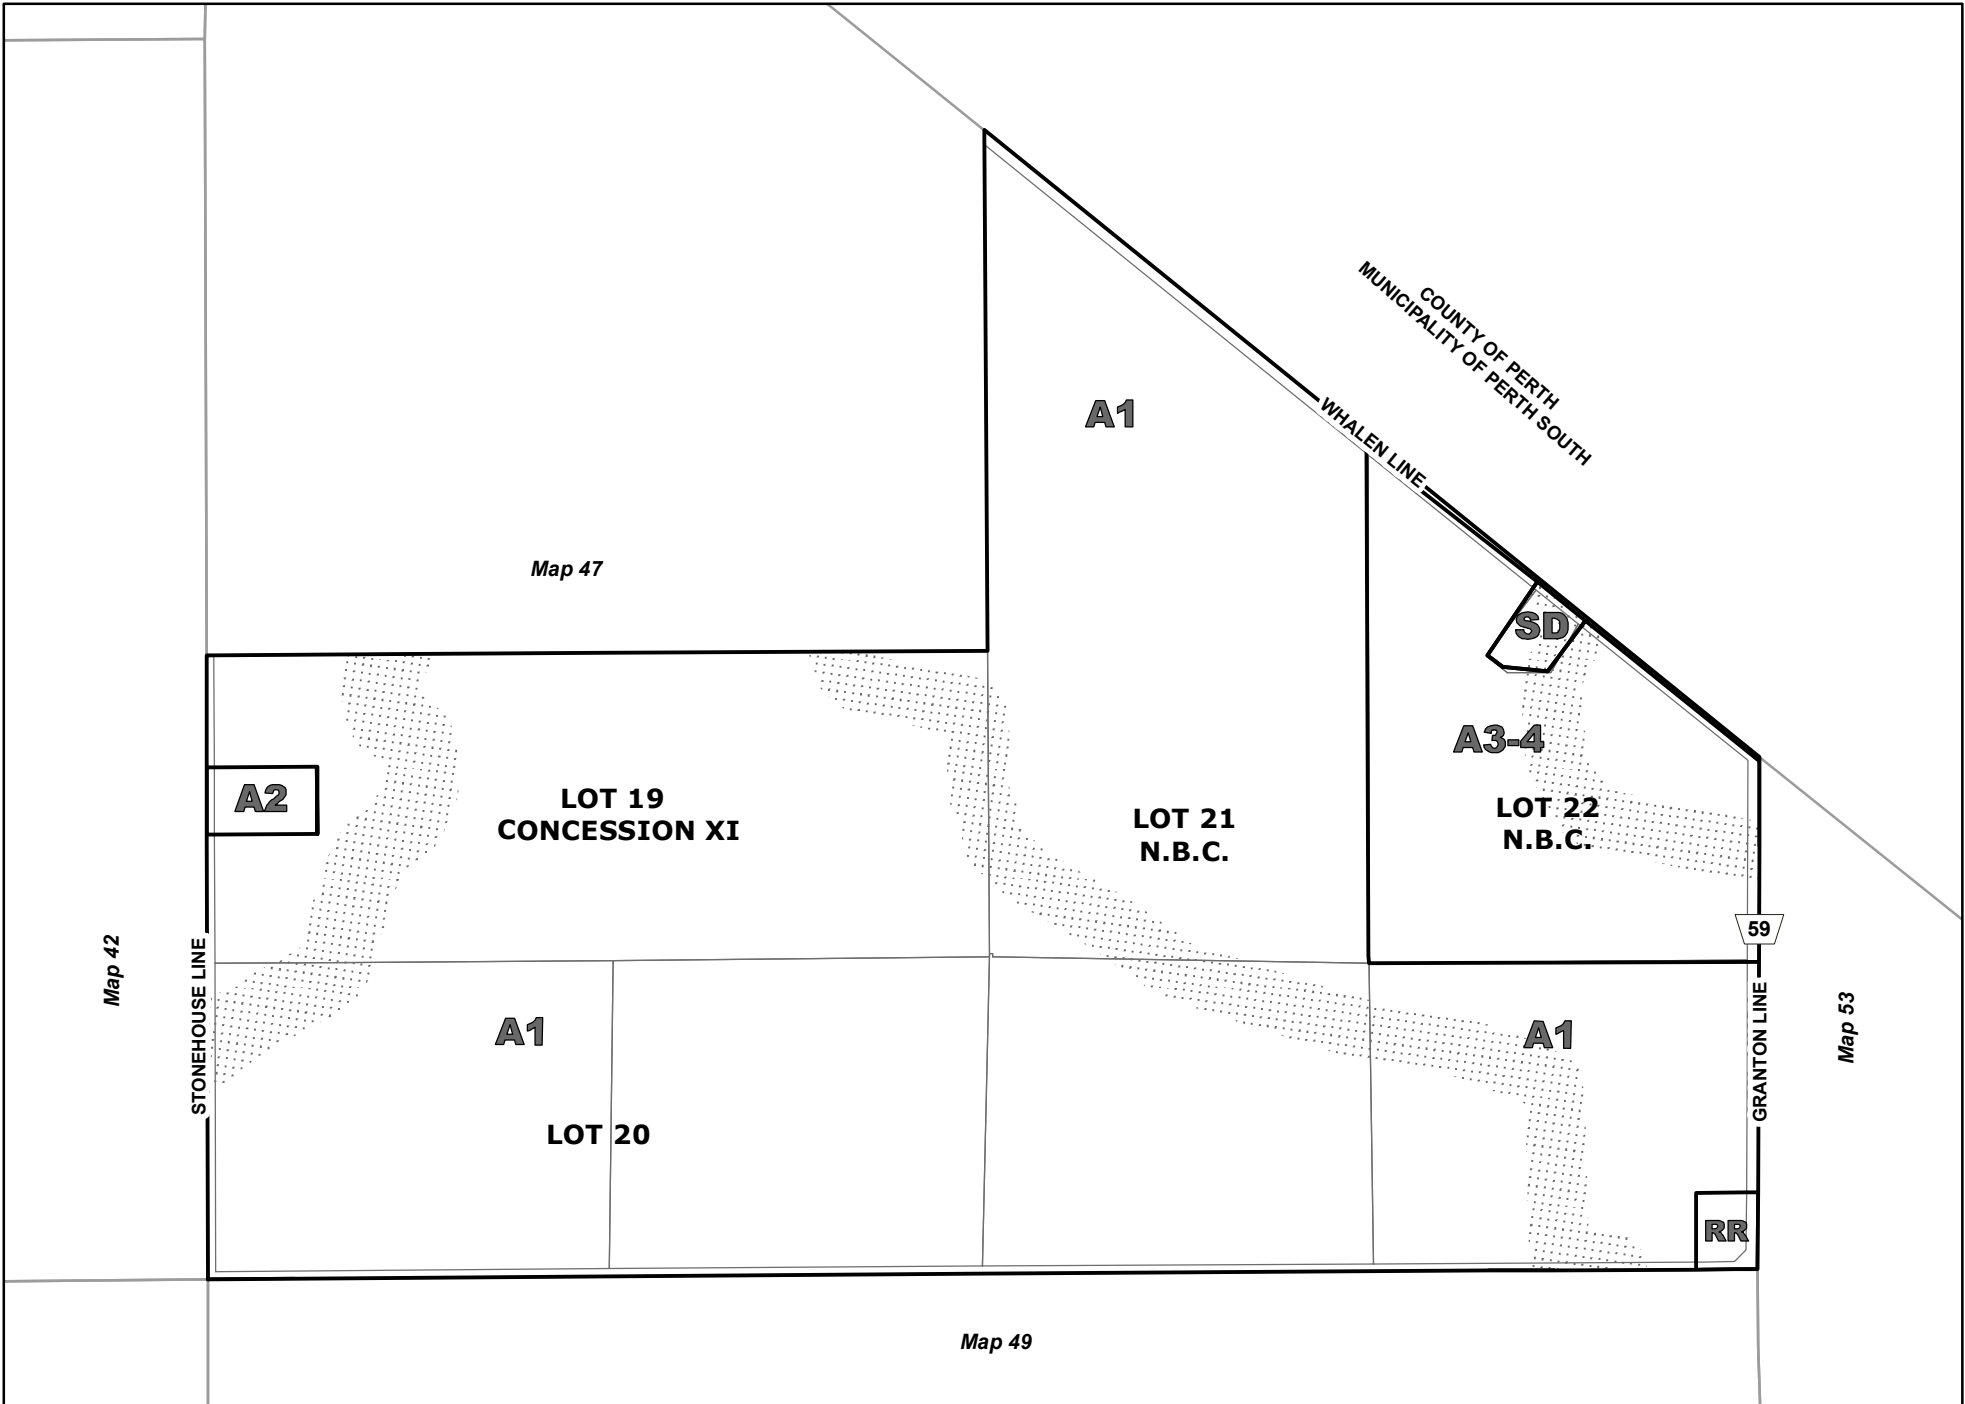 COUNTY OF PERTH
MUNICIPALITY OF PERTH SOUTH
A1
WHALEN LINE
Map 47
SD
A3-4
A2
LOT 19
CONCESSION XI
LOT 21
N.B.C.
LOT 22
N.B.C.
59
Map 42
STONEHOUSE LINE
A1
A1
GRANTON LINE
Map 53
LOT 20
RR
Map 49